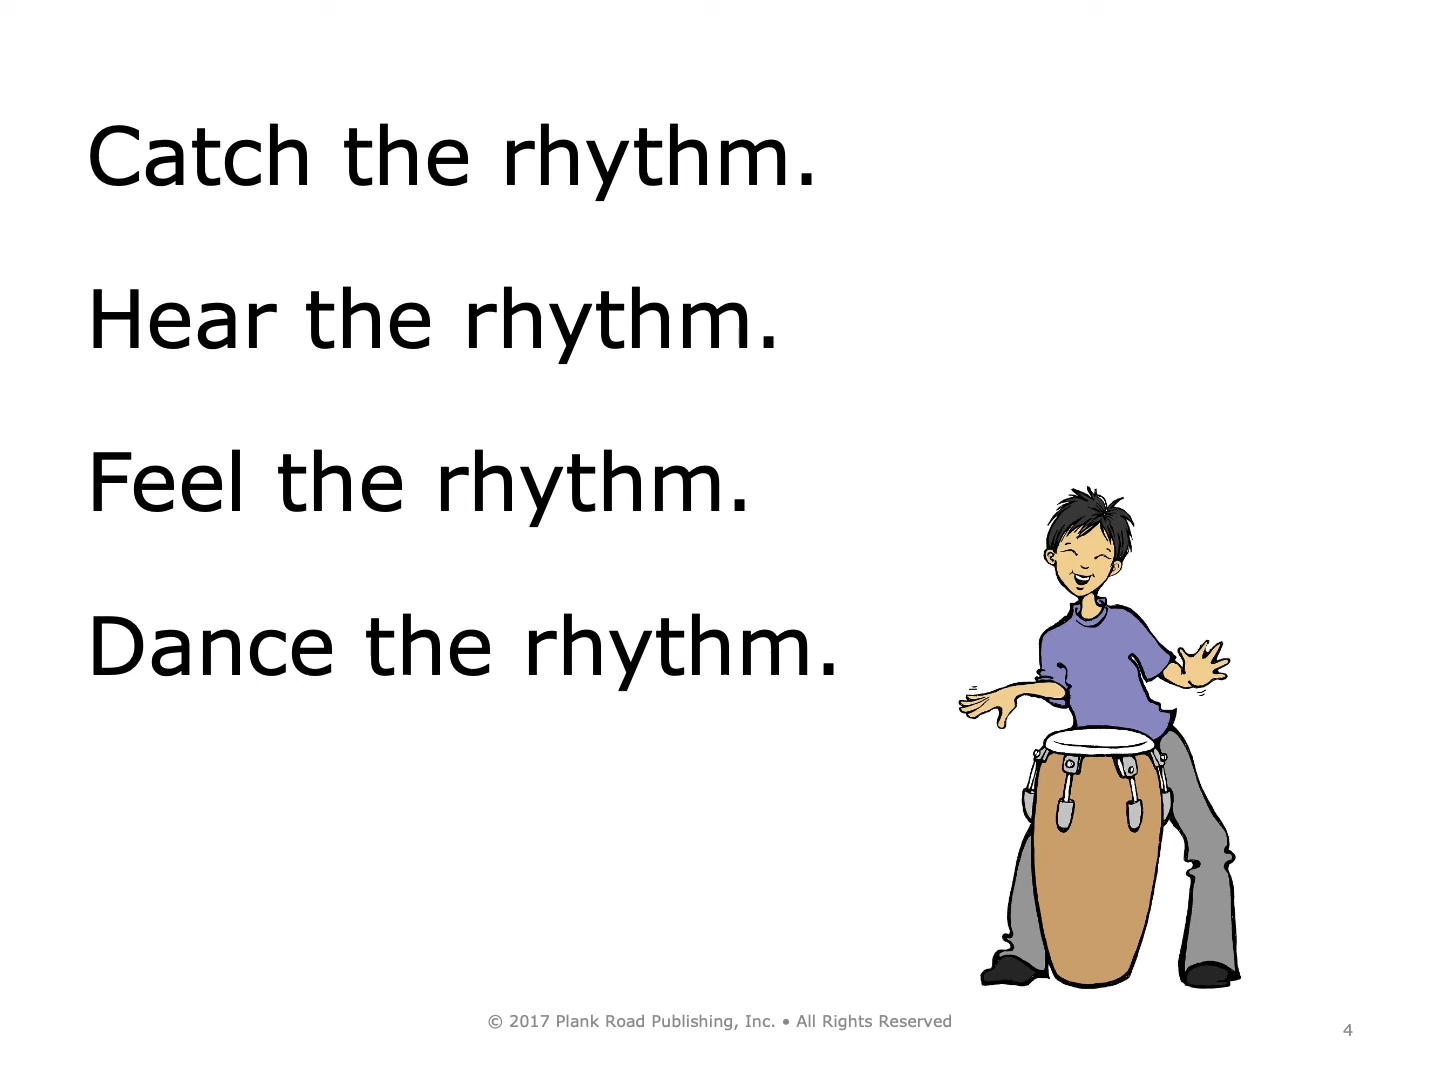 Catch the rhythm.
Hear the rhythm.
Feel the rhythm.
Dance the rhythm.
© 2017 Plank Road Publishing, Inc. • All Rights Reserved
4